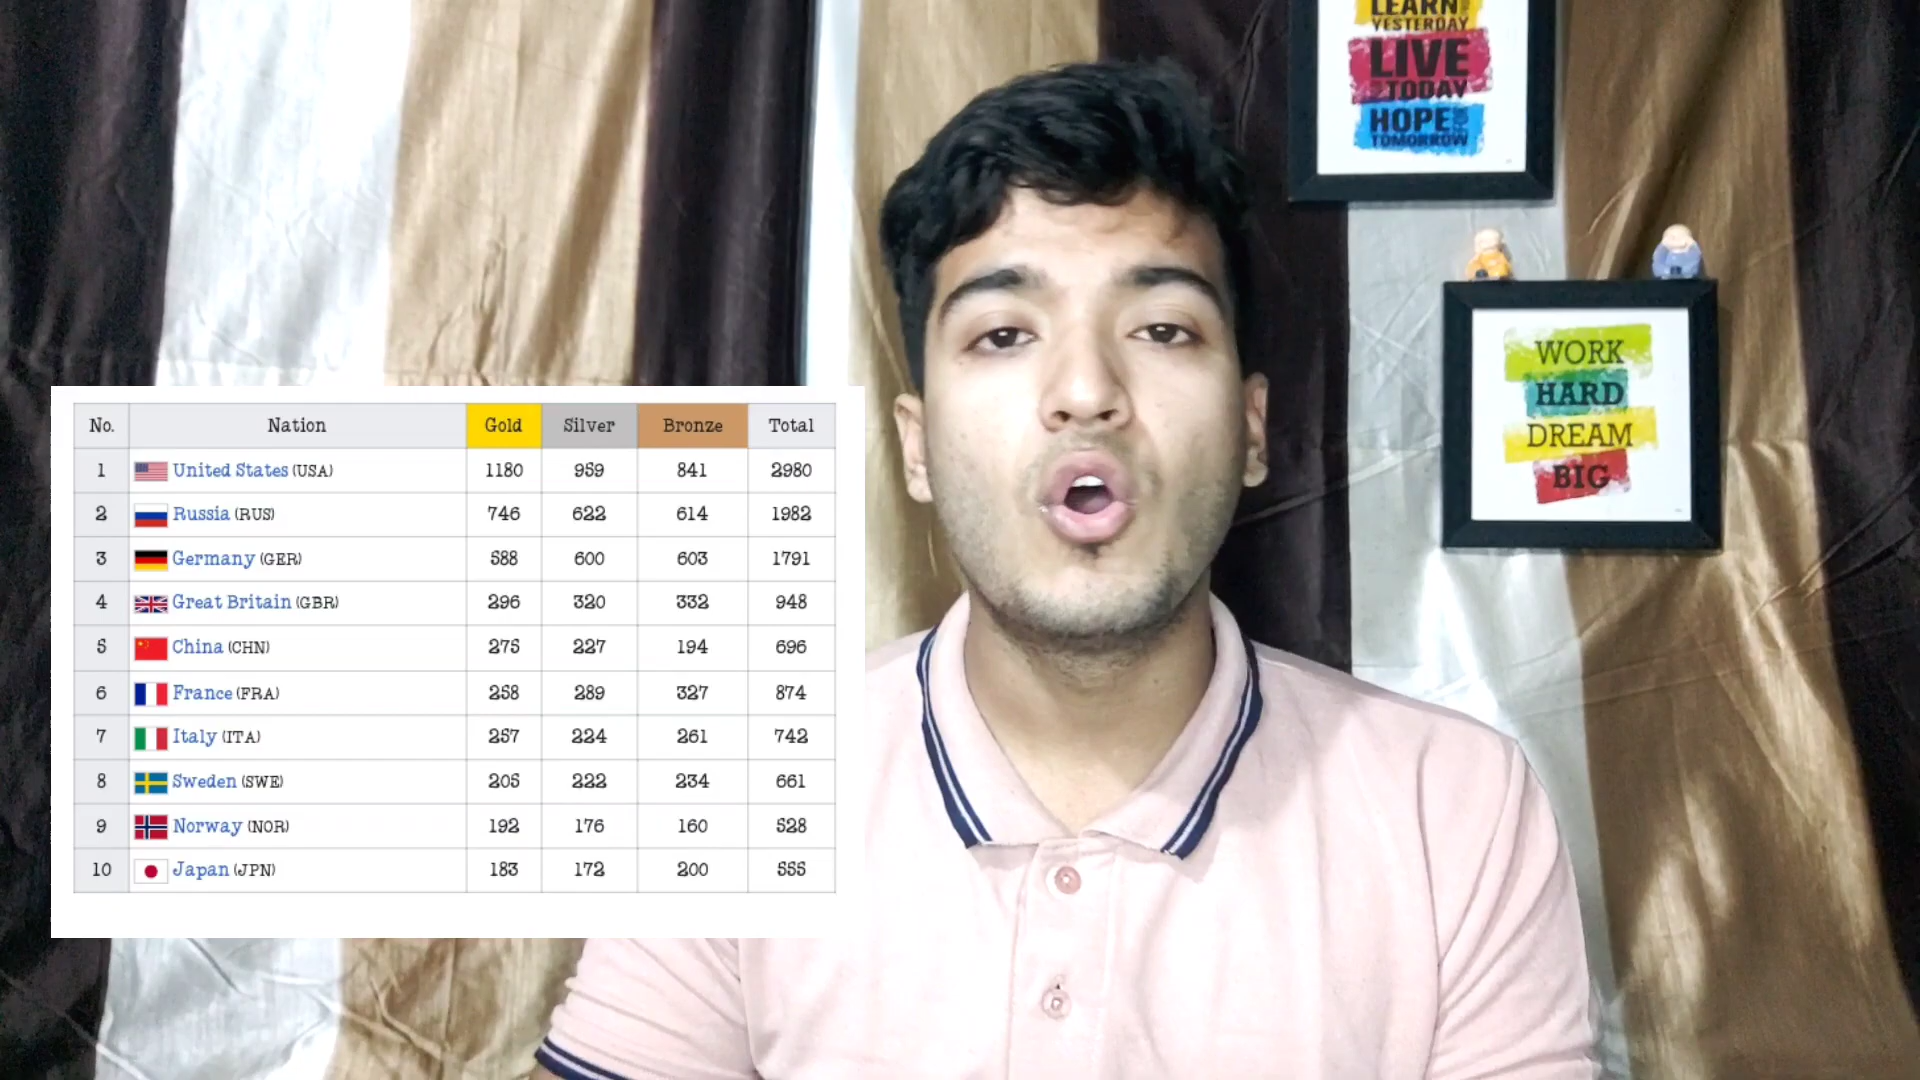 LEARN
YESTERDAY
LIVE
TODAY
HOPE
TOMORROW
WORK
HARD
DREAM
BIG
No. Nation Gold Silver Bronze Total
1 United States (USA) 1180 959 841 2980
2 Russia (RUS) 746 622 614 1982
3 Germany (GER) 588 600 603 1791
4 Great Britain (GBR) 296 320 332 948
5 China (CHN) 275 227 194 696
6 France (FRA) 258 289 327 874
7 Italy (ITA) 257 224 261 742
8 Sweden (SWE) 205 222 234 661
9 Norway (NOR) 192 176 160 528
10 Japan (JPN) 183 172 200 555